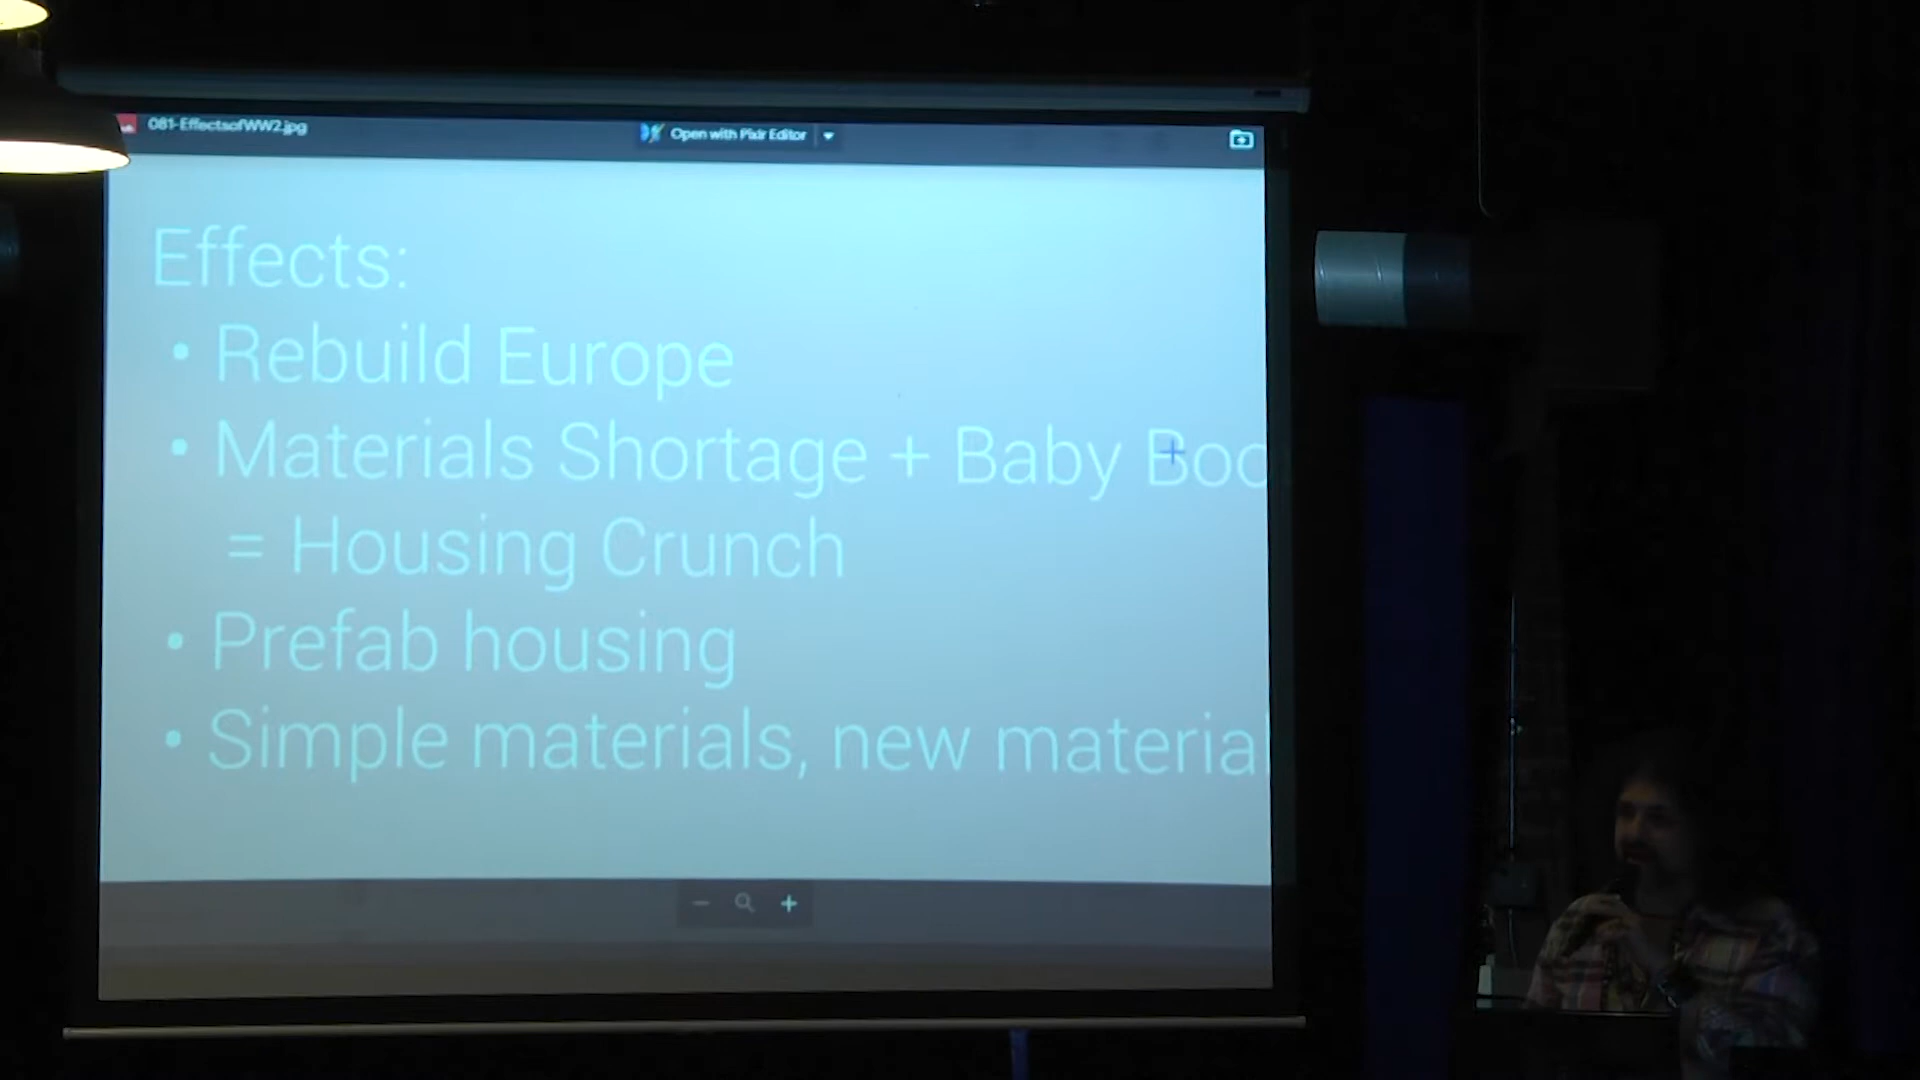 081-EffectsofWW2.jpg
Open with Pixlr Editor
Effects:
• Rebuild Europe
• Materials Shortage + Baby Boo
= Housing Crunch
• Prefab housing
• Simple materials, new materia